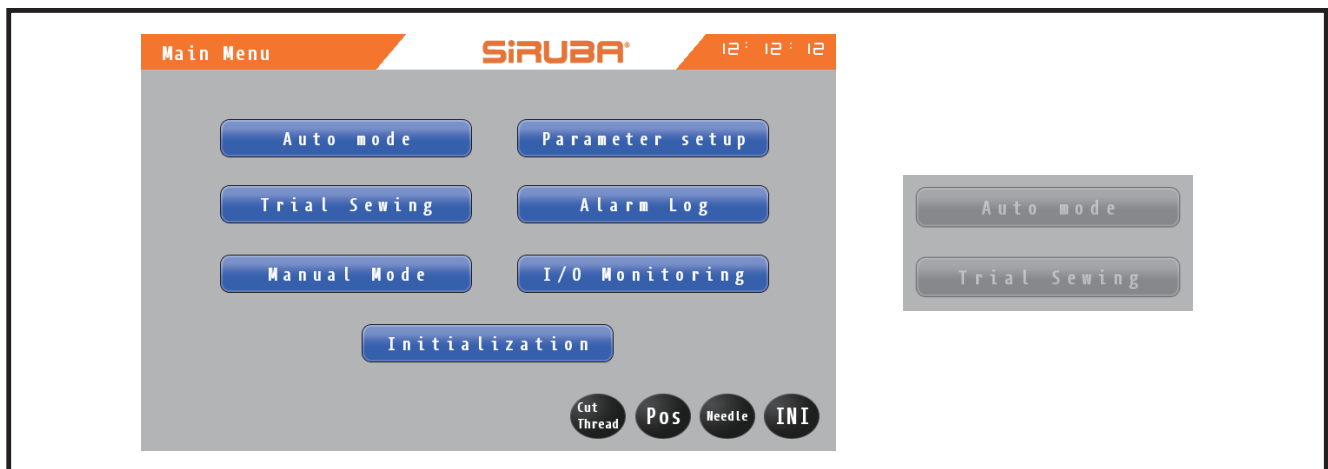 Main Menu
SiRUBA®
12: 12: 12
Auto mode
Parameter setup
Trial Sewing
Alarm Log
Manual Mode
I/O Monitoring
Initialization
Cut
Thread
Pos
Needle
INI
Auto mode
Trial Sewing